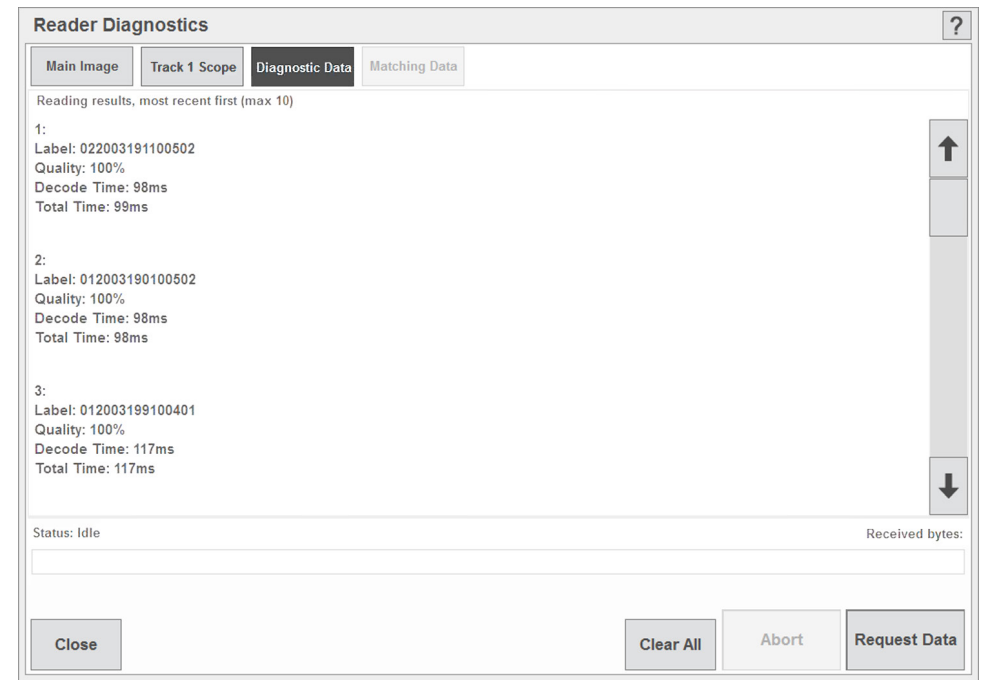 Reader Diagnostics
?
Main Image
Track 1 Scope
Diagnostic Data
Matching Data
Reading results, most recent first (max 10)
1:
Label: 022003191100502
Quality: 100%
Decode Time: 98ms
Total Time: 99ms
2:
Label: 012003190100502
Quality: 100%
Decode Time: 98ms
Total Time: 98ms
3:
Label: 012003199100401
Quality: 100%
Decode Time: 117ms
Total Time: 117ms
Status: Idle
Received bytes:
Close
Clear All
Abort
Request Data